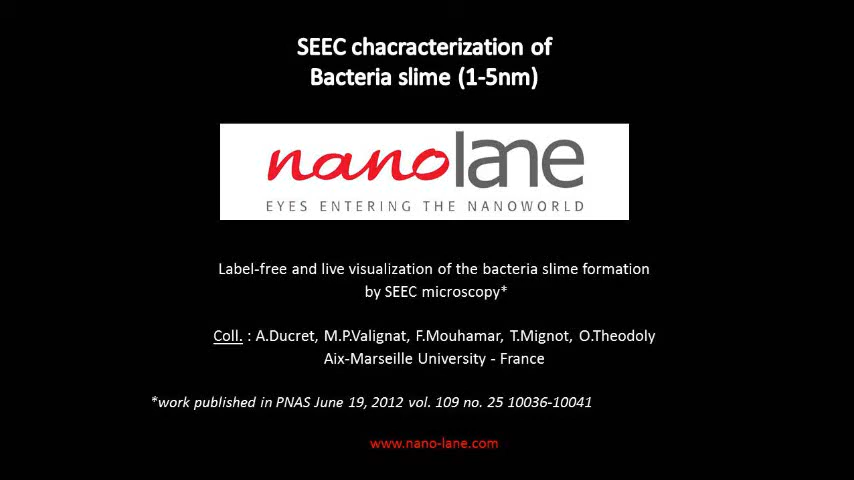 SEEC chacracterization of
Bacteria slime (1-5nm)
nanolane
EYES ENTERING THE NANOWORLD
Label-free and live visualization of the bacteria slime formation
by SEEC microscopy*
Coll. : A.Ducret, M.P.Valignat, F.Mouhamar, T.Mignot, O.Theodoly
Aix-Marseille University - France
*work published in PNAS June 19, 2012 vol. 109 no. 25 10036-10041
www.nano-lane.com